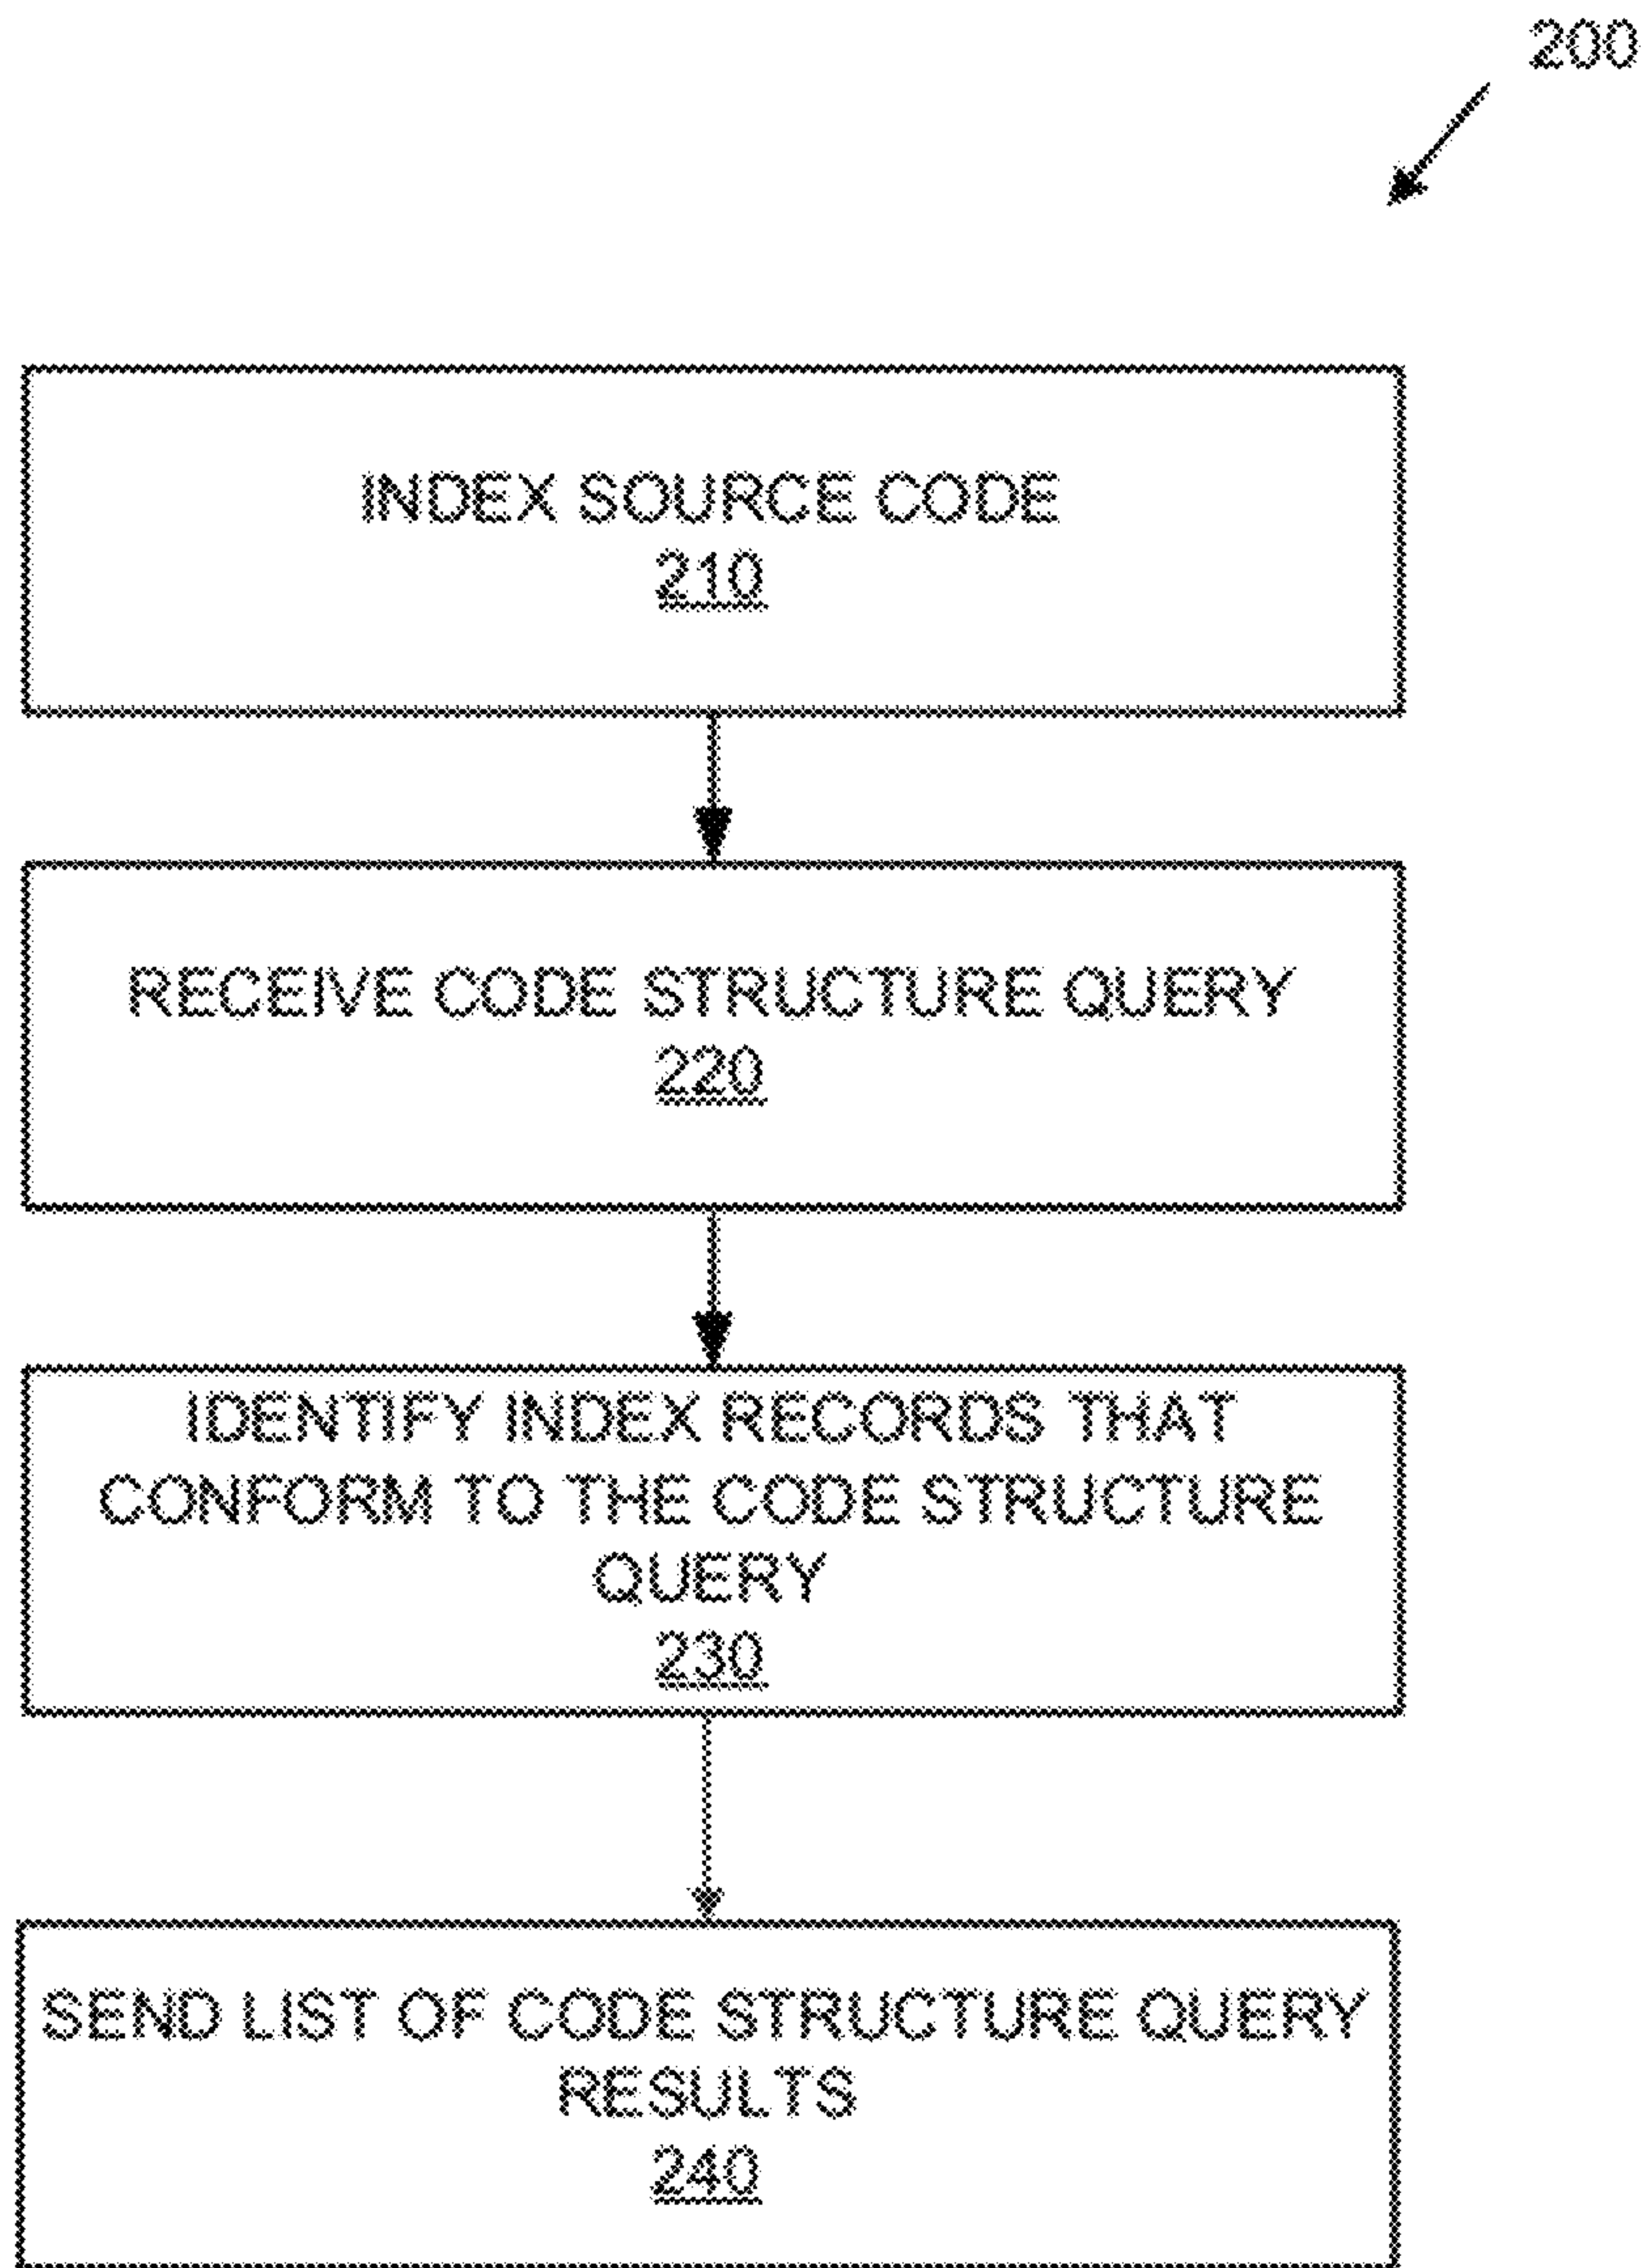 200
INDEX SOURCE CODE
210
RECEIVE CODE STRUCTURE QUERY
220
IDENTIFY INDEX RECORDS THAT
CONFORM TO THE CODE STRUCTURE
QUERY
230
SEND LIST OF CODE STRUCTURE QUERY
RESULTS
240